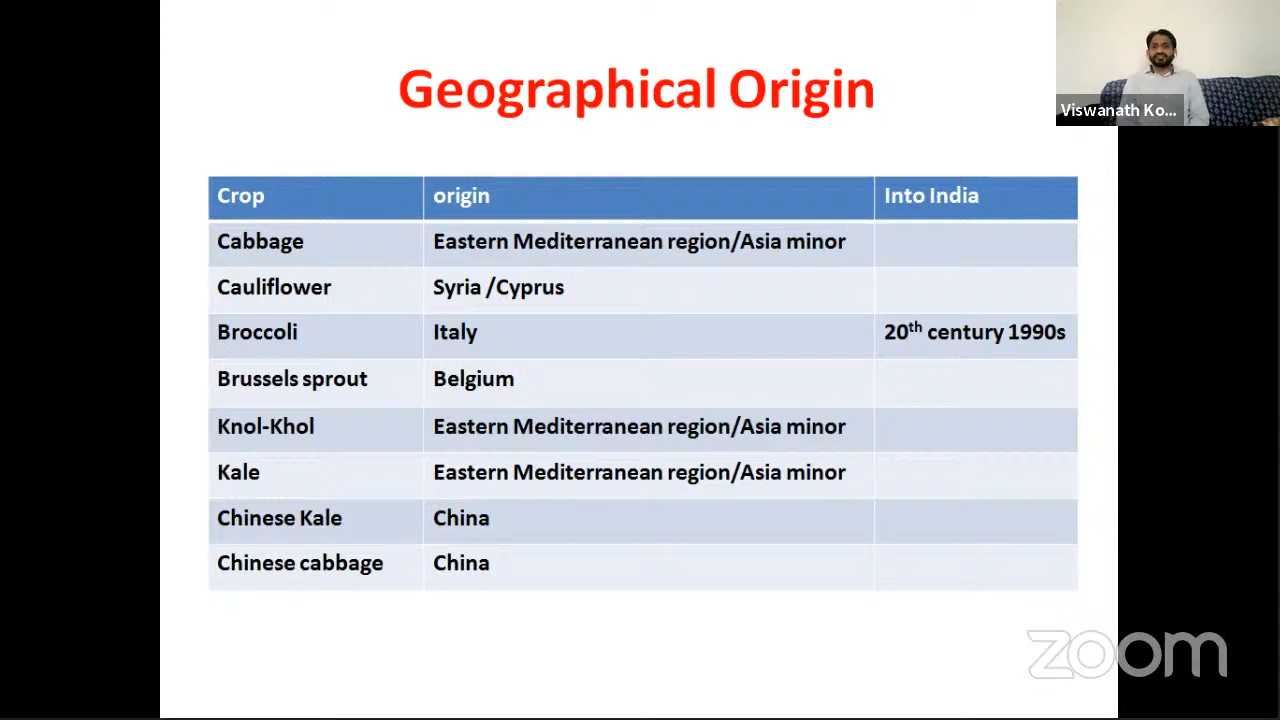 Geographical Origin
Viswanath Ko...
Crop origin Into India
Cabbage Eastern Mediterranean region/Asia minor
Cauliflower Syria /Cyprus
Broccoli Italy 20th century 1990s
Brussels sprout Belgium
Knol-Khol Eastern Mediterranean region/Asia minor
Kale Eastern Mediterranean region/Asia minor
Chinese Kale China
Chinese cabbage China
zoom